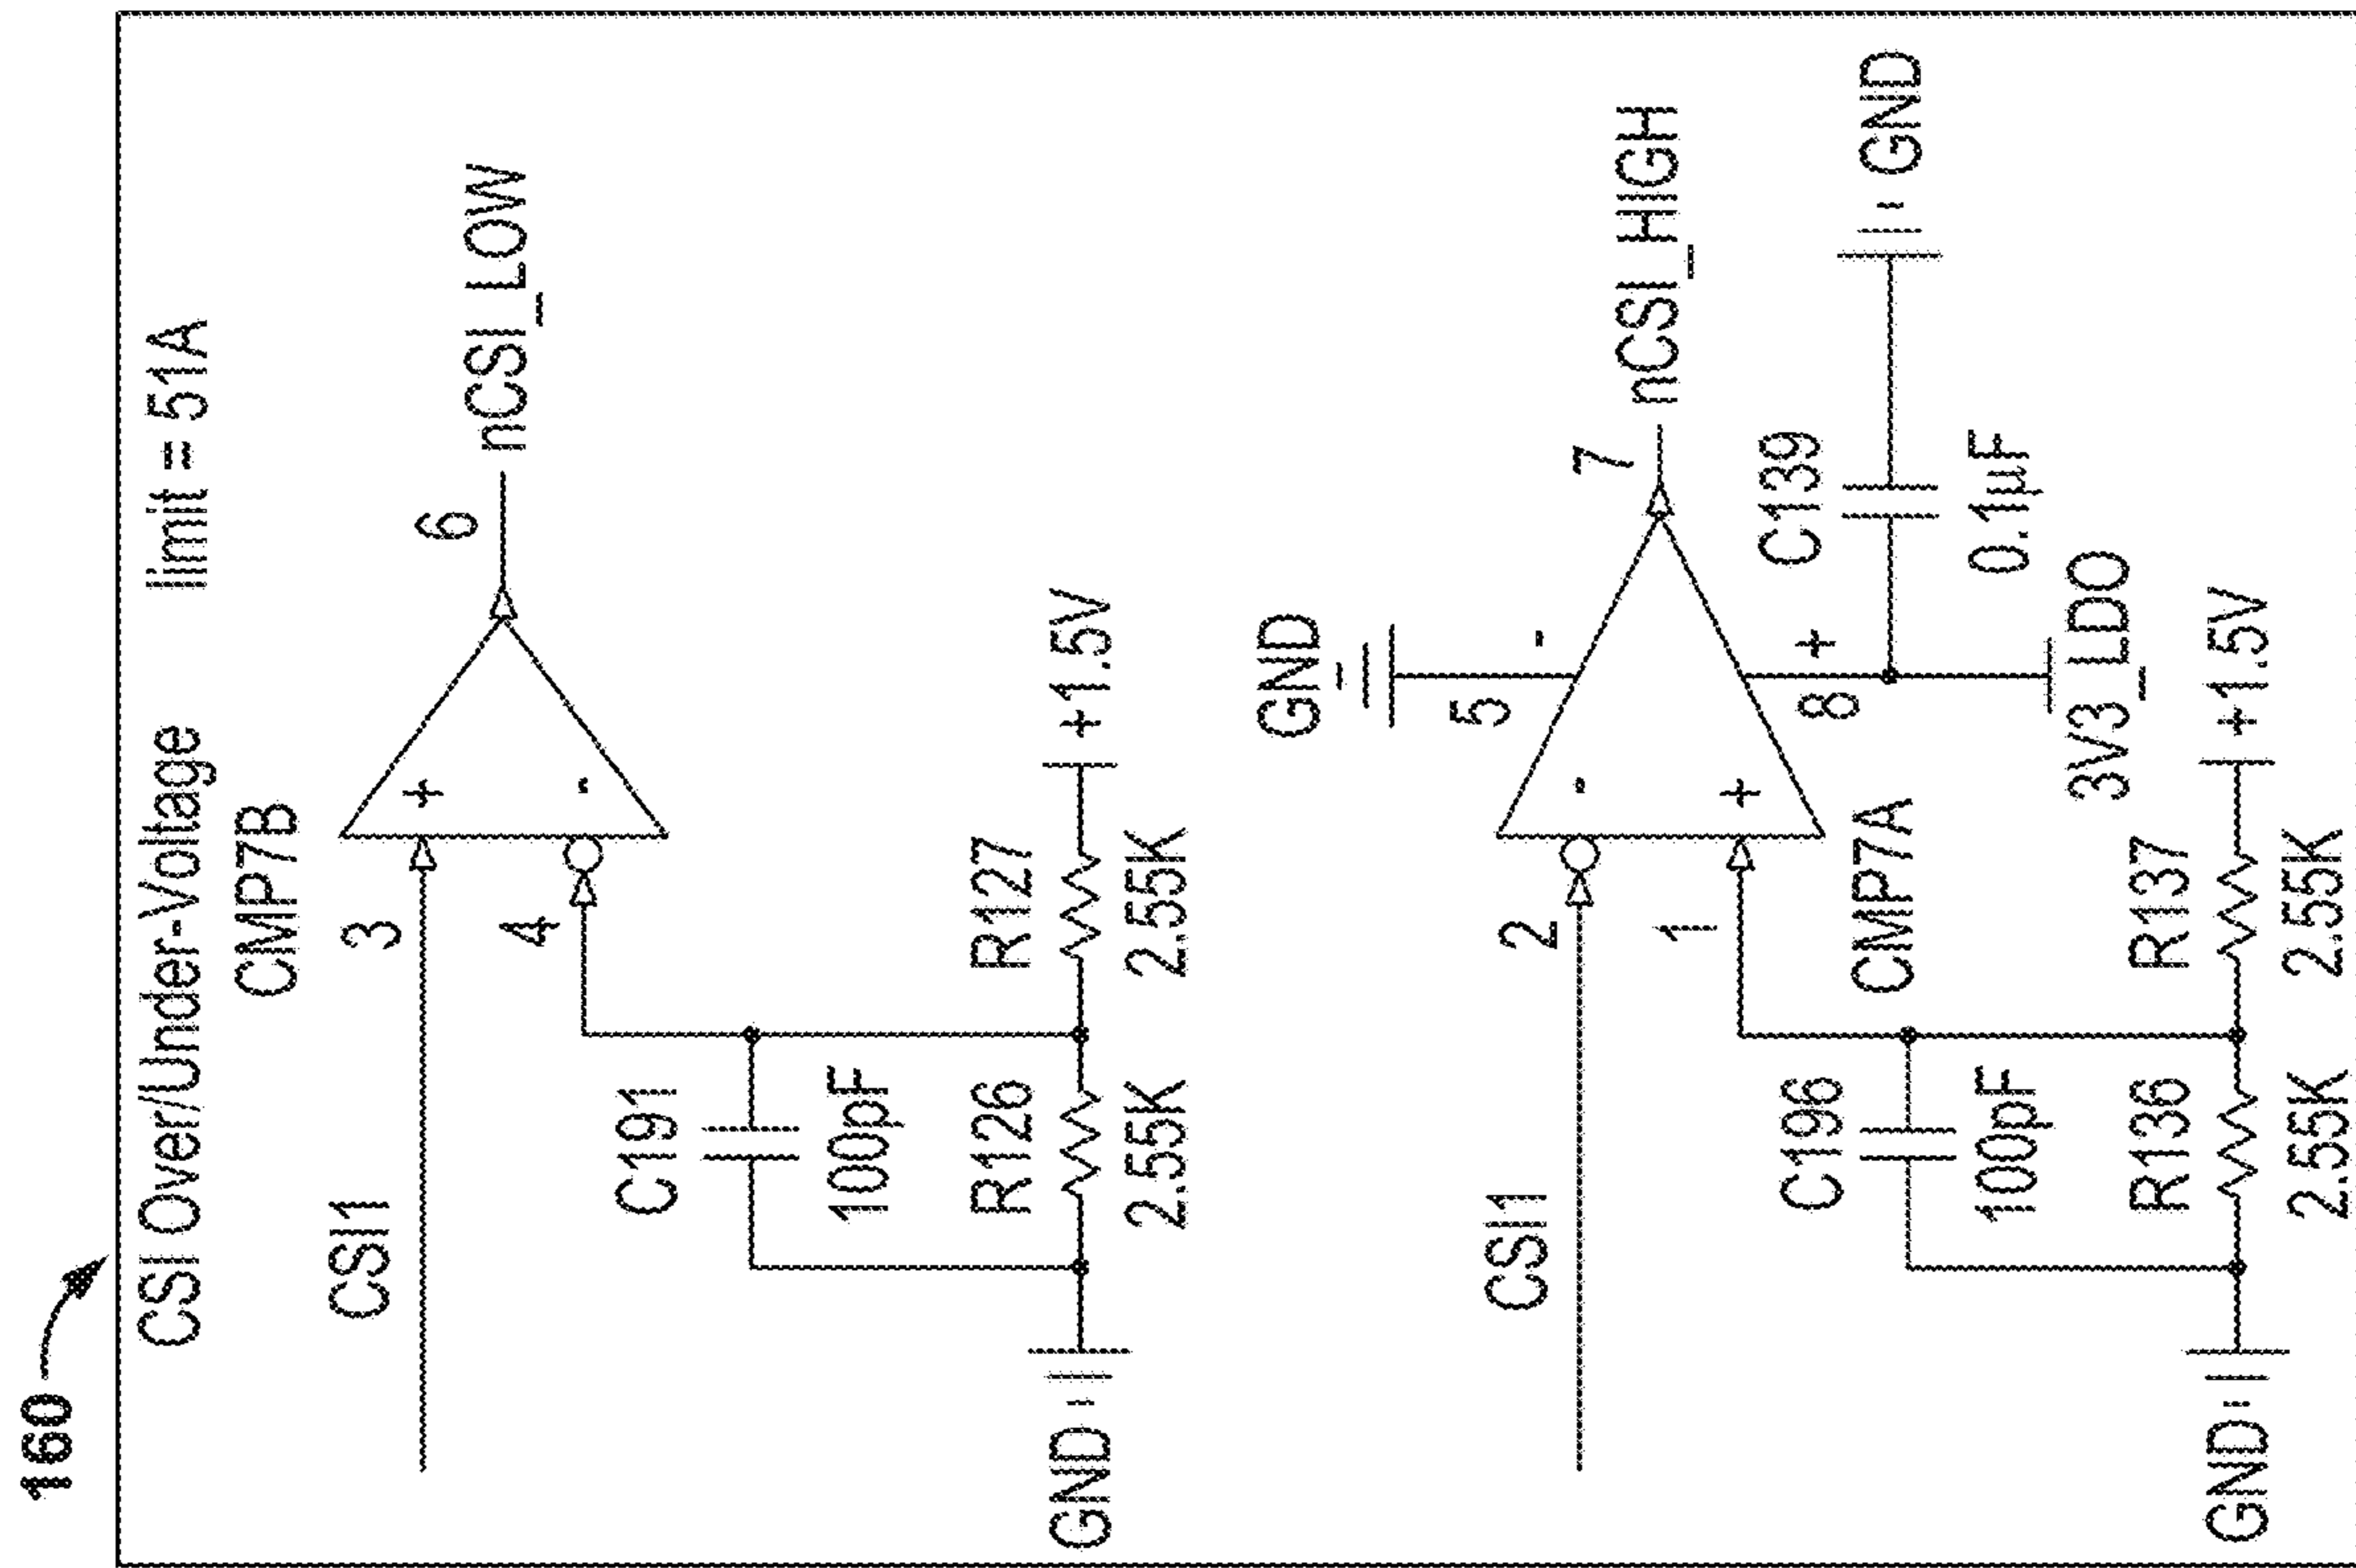 160
CSI Over/Under-Voltage limit = 51A
CMP7B
CSI1
3
+
6
nCSI_LOW
4
-
C191
100pF
R126
R127
2.55K
2.55K
GND
+1.5V
GND
5
-
CSI1
2
-
7
nCSI_HIGH
1
+
8
+
C139
0.1µF
GND
CMP7A
3V3_LDO
C196
100pF
R136
R137
2.55K
2.55K
GND
+1.5V